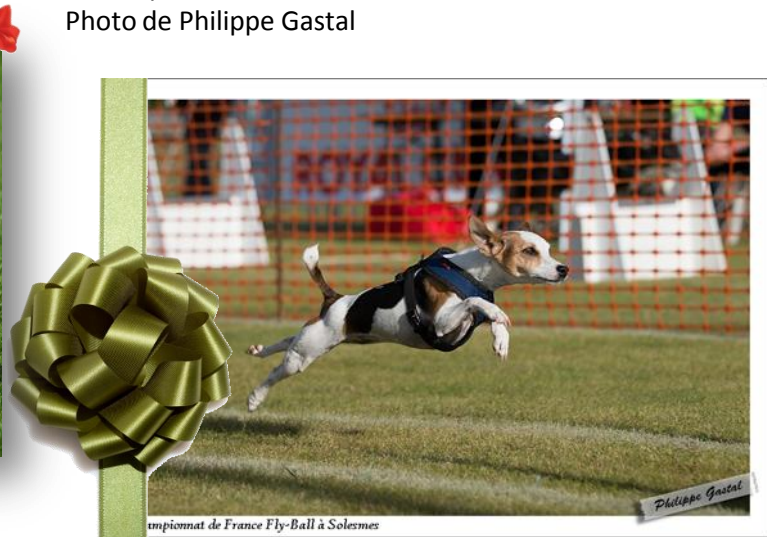 Photo de Philippe Gastal
Philippe Gastal
mpionnat de France Fly-Ball à Solesmes